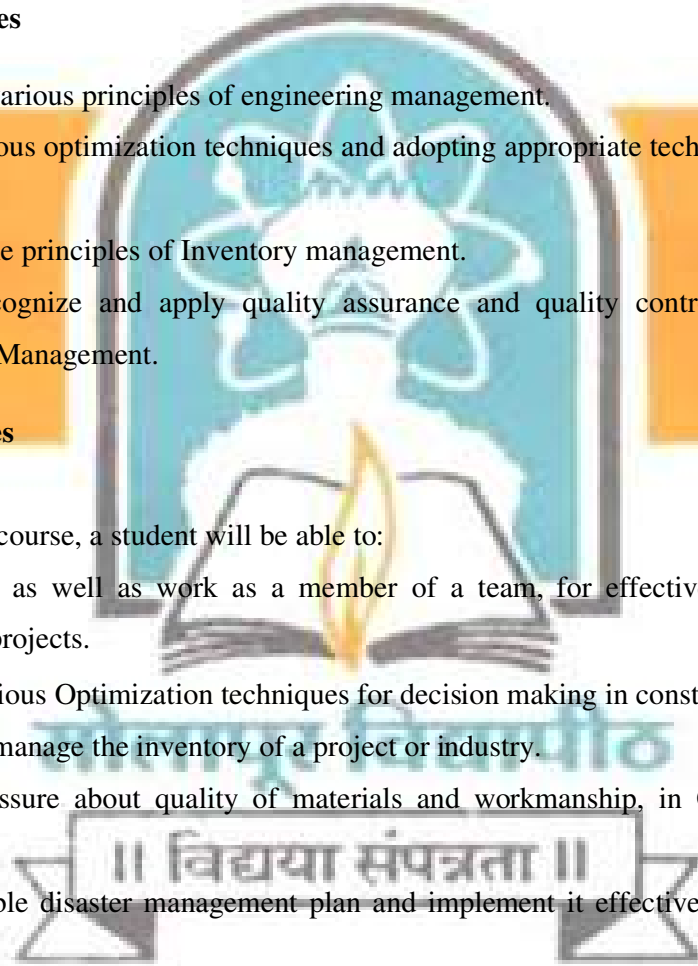 es
arious principles of engineering management.
ous optimization techniques and adopting appropriate tech
e principles of Inventory management.
cognize and apply quality assurance and quality contr
Management.
es
course, a student will be able to:
as well as work as a member of a team, for effectiv
projects.
ious Optimization techniques for decision making in const
manage the inventory of a project or industry.
सोलापूर विद्यापीठ
ssure about quality of materials and workmanship, in
॥ विद्यया संपन्नता ॥
ble disaster management plan and implement it effective